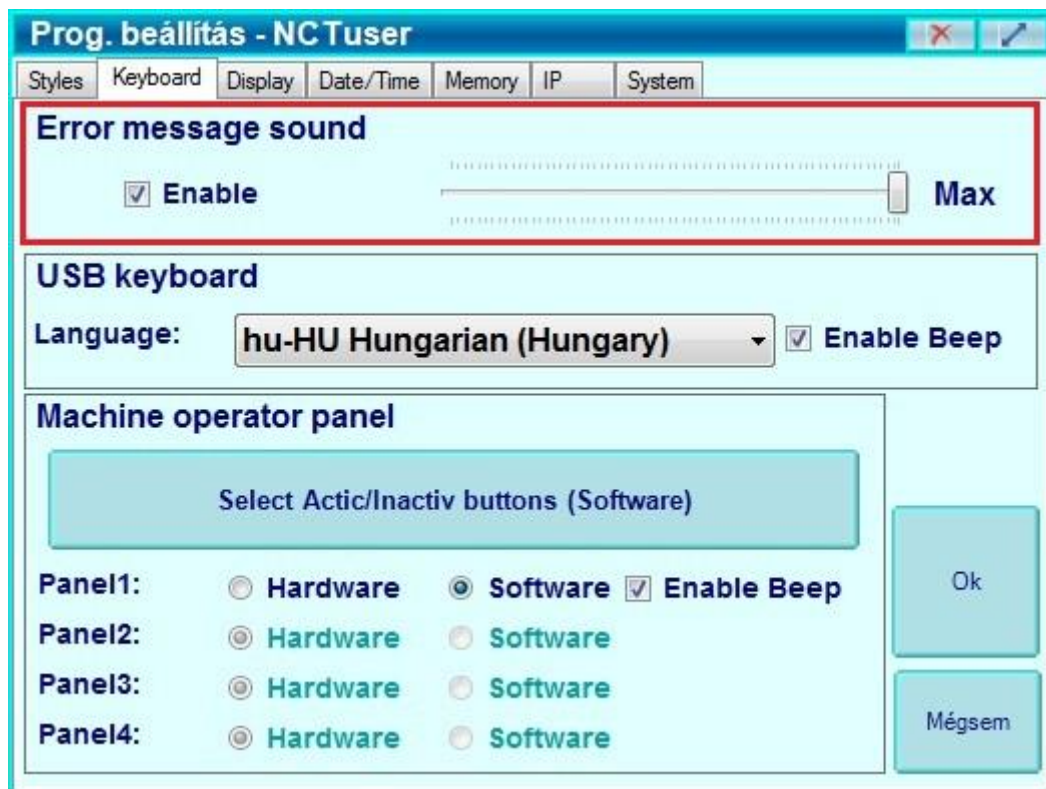 Prog. beállítás - NCTuser
Styles Keyboard Display Date/Time Memory IP System
Error message sound
Enable Max
USB keyboard
Language: hu-HU Hungarian (Hungary) Enable Beep
Machine operator panel
Select Actic/Inactiv buttons (Software)
Panel1: Hardware Software Enable Beep
Panel2: Hardware Software
Panel3: Hardware Software
Panel4: Hardware Software
Ok
Mégsem